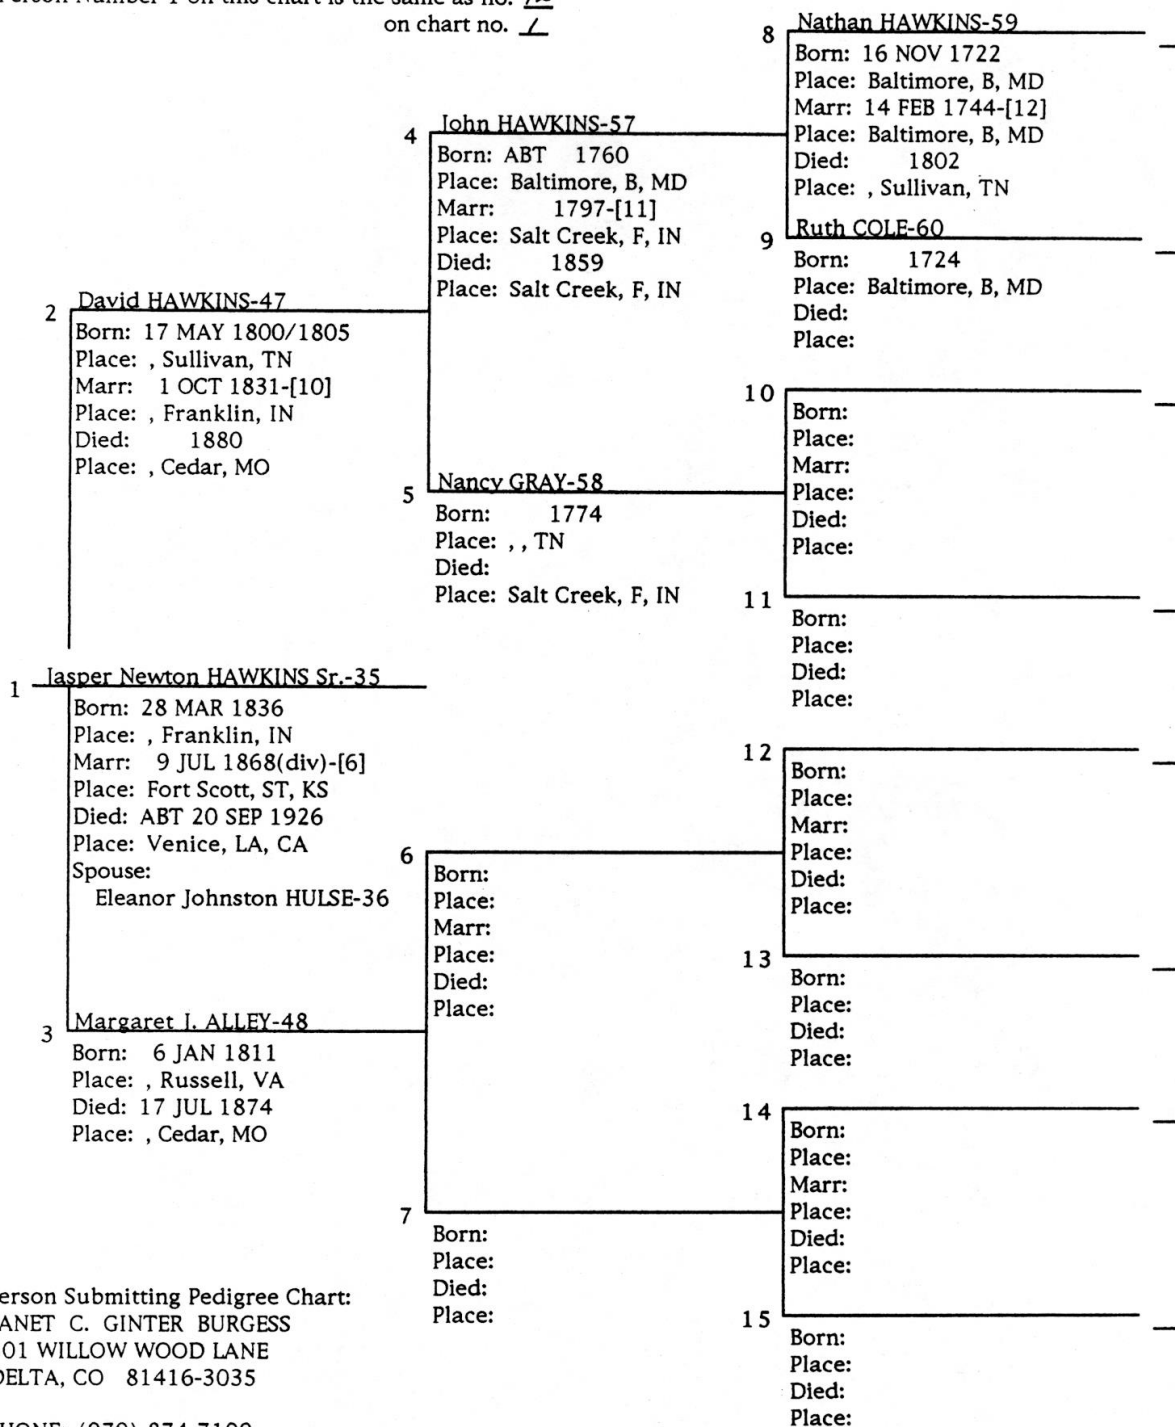 Person Number 1 on this chart is the same as no.
on chart no. 1
8 Nathan HAWKINS-59
Born: 16 NOV 1722
Place: Baltimore, B, MD
Marr: 14 FEB 1744-[12]
Place: Baltimore, B, MD
Died: 1802
Place: , Sullivan, TN
4 John HAWKINS-57
Born: ABT 1760
Place: Baltimore, B, MD
Marr: 1797-[11]
Place: Salt Creek, F, IN
Died: 1859
Place: Salt Creek, F, IN
9 Ruth COLE-60
Born: 1724
Place: Baltimore, B, MD
Died:
Place:
2 David HAWKINS-47
Born: 17 MAY 1800/1805
Place: , Sullivan, TN
Marr: 1 OCT 1831-[10]
Place: , Franklin, IN
Died: 1880
Place: , Cedar, MO
10
Born:
Place:
Marr:
Place:
Died:
Place:
5 Nancy GRAY-58
Born: 1774
Place: , , TN
Died:
Place: Salt Creek, F, IN
11
Born:
Place:
Died:
Place:
1 Jasper Newton HAWKINS Sr.-35
Born: 28 MAR 1836
Place: , Franklin, IN
Marr: 9 JUL 1868(div)-[6]
Place: Fort Scott, ST, KS
Died: ABT 20 SEP 1926
Place: Venice, LA, CA
Spouse:
Eleanor Johnston HULSE-36
12
Born:
Place:
Marr:
Place:
Died:
Place:
6
Born:
Place:
Marr:
Place:
Died:
Place:
13
Born:
Place:
Died:
Place:
3 Margaret J. ALLEY-48
Born: 6 JAN 1811
Place: , Russell, VA
Died: 17 JUL 1874
Place: , Cedar, MO
14
Born:
Place:
Marr:
Place:
Died:
Place:
7
Born:
Place:
Died:
Place:
15
Born:
Place:
Died:
Place:
erson Submitting Pedigree Chart:
ANET C. GINTER BURGESS
01 WILLOW WOOD LANE
DELTA, CO 81416-3035